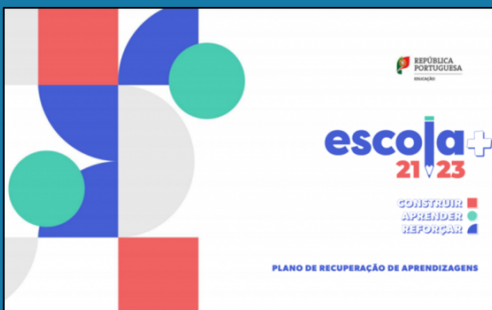 REPÚBLICA
PORTUGUESA
EDUCAÇÃO
escola+
21 23
CONSTRUIR
APRENDER
REFORÇAR
PLANO DE RECUPERAÇÃO DE APRENDIZAGENS